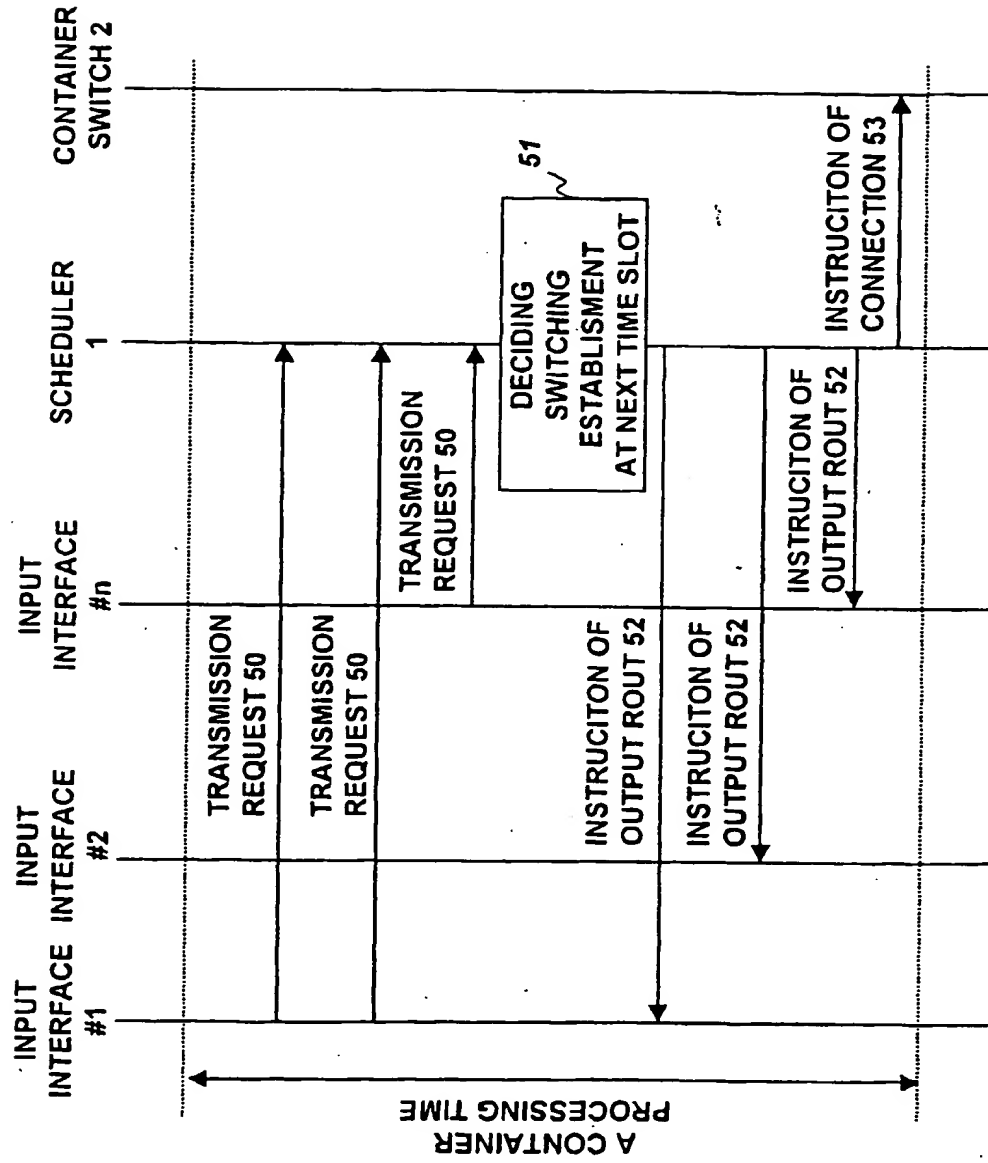 INPUT
INTERFACE
#1
INPUT
INTERFACE
#2
INPUT
INTERFACE
#n
SCHEDULER
1
CONTAINER
SWITCH 2
A CONTAINER
PROCESSING TIME
TRANSMISSION
REQUEST 50
TRANSMISSION
REQUEST 50
TRANSMISSION
REQUEST 50
51
DECIDING
SWITCHING
ESTABLISMENT
AT NEXT TIME SLOT
INSTRUCITON OF
OUTPUT ROUT 52
INSTRUCITON OF
OUTPUT ROUT 52
INSTRUCITON OF
OUTPUT ROUT 52
INSTRUCITON OF
CONNECTION 53